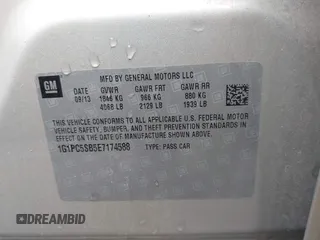 GM
MFD BY GENERAL MOTORS LLC
DATE GVWR GAWR FRT GAWR RR
09/13 1846 KG 966 KG 880 KG
4068 LB 2129 LB 1939 LB
THIS VEHICLE CONFORMS TO ALL APPLICABLE U.S. FEDERAL MOTOR
VEHICLE SAFETY, BUMPER, AND THEFT PREVENTION STANDARDS IN
EFFECT ON THE DATE OF MANUFACTURE SHOWN ABOVE.
1G1PC5SB5E7174588 TYPE: PASS CAR
DREAMBID